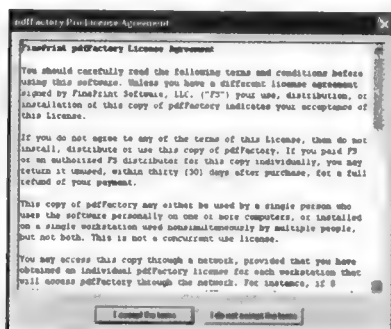 pdfFactory Pro License Agreement
FinePrint pdfFactory License Agreement
You should carefully read the following terms and conditions before
using this software. Unless you have a different license agreement
signed by FinePrint Software, LLC. ("FS") your use, distribution, or
installation of this copy of pdfFactory indicates your acceptance of
this License.
If you do not agree to any of the terms of this License, then do not
install, distribute or use this copy of pdfFactory. If you paid FS
or an authorized FS distributor for this copy individually, you may
return it unused, within thirty (30) days after purchase, for a full
refund of your payment.
This copy of pdfFactory may either be used by a single person who
uses the software personally on one or more computers, or installed
on a single workstation used nonsimultaneously by multiple people,
but not both. This is not a concurrent use license.
You may access this copy through a network, provided that you have
obtained an individual pdfFactory license for each workstation that
will access pdfFactory through the network. For instance, if 8
I accept the terms
I do not accept the terms